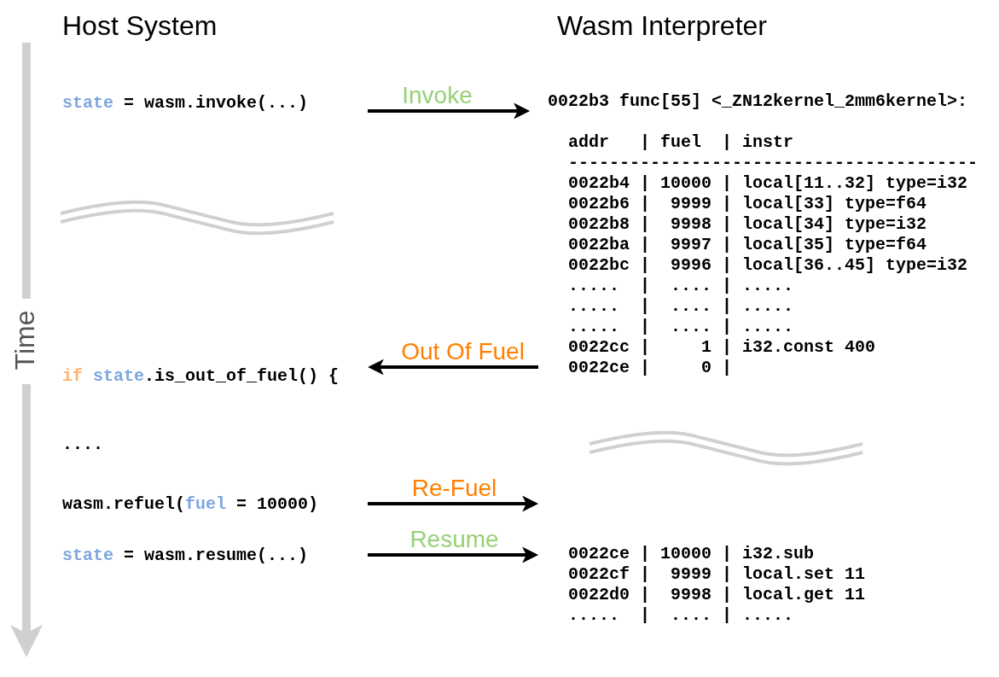 Host System
Wasm Interpreter
Time
state = wasm.invoke(...)
Invoke
0022b3 func[55] <_ZN12kernel_2mm6kernel>:
addr   | fuel  | instr
----------------------------------------
0022b4 | 10000 | local[11..32] type=i32
0022b6 |  9999 | local[33] type=f64
0022b8 |  9998 | local[34] type=i32
0022ba |  9997 | local[35] type=f64
0022bc |  9996 | local[36..45] type=i32
.....  |  .... | .....
.....  |  .... | .....
.....  |  .... | .....
0022cc |     1 | i32.const 400
0022ce |     0 |
Out Of Fuel
if state.is_out_of_fuel() {
....
Re-Fuel
wasm.refuel(fuel = 10000)
Resume
state = wasm.resume(...)
0022ce | 10000 | i32.sub
0022cf |  9999 | local.set 11
0022d0 |  9998 | local.get 11
.....  |  .... | .....